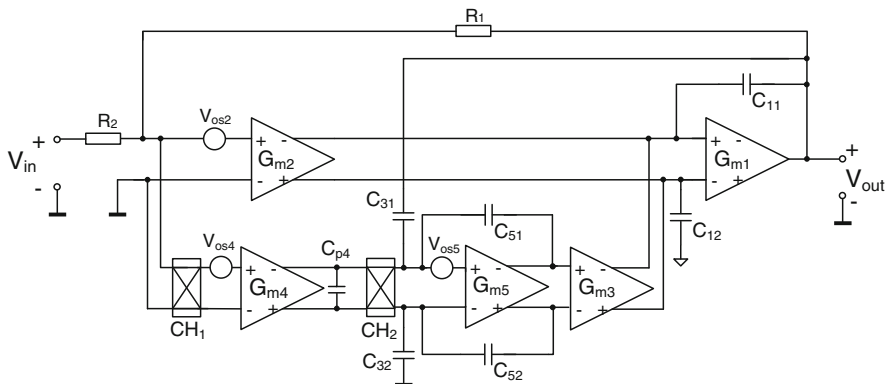 R1
C11
Vos2
R2
+
+ -
+
+
Vin
Gm2
Gm1
-
- +
-
Vout
-
C31
C51
C12
Vos4
Cp4
Vos5
+ -
+ -
+ -
Gm4
Gm5
Gm3
- +
- +
- +
CH1
CH2
C32
C52